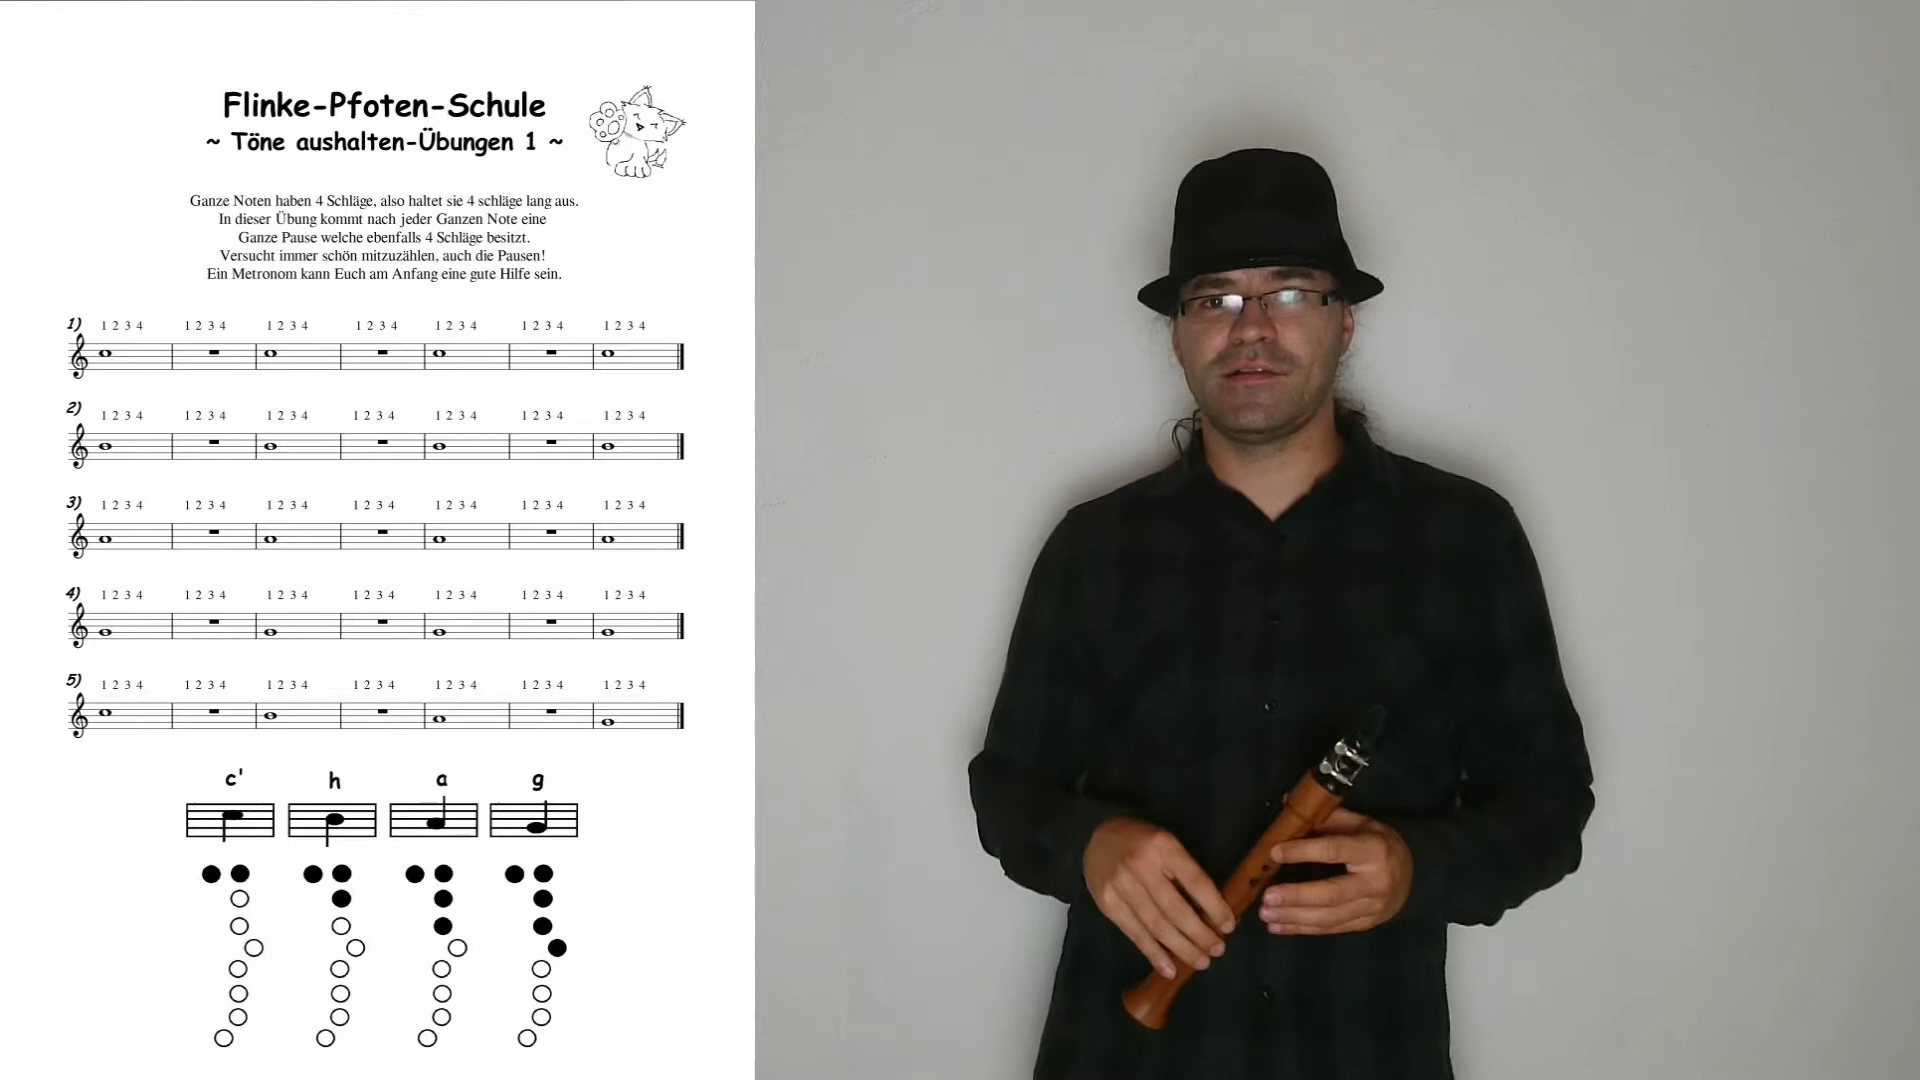 Flinke-Pfoten-Schule
~ Töne aushalten-Übungen 1 ~
Ganze Noten haben 4 Schläge, also haltet sie 4 schläge lang aus.
In dieser Übung kommt nach jeder Ganzen Note eine
Ganze Pause welche ebenfalls 4 Schläge besitzt.
Versucht immer schön mitzuzählen, auch die Pausen!
Ein Metronom kann Euch am Anfang eine gute Hilfe sein.
1) 1 2 3 4 1 2 3 4 1 2 3 4 1 2 3 4 1 2 3 4 1 2 3 4 1 2 3 4
2) 1 2 3 4 1 2 3 4 1 2 3 4 1 2 3 4 1 2 3 4 1 2 3 4 1 2 3 4
3) 1 2 3 4 1 2 3 4 1 2 3 4 1 2 3 4 1 2 3 4 1 2 3 4 1 2 3 4
4) 1 2 3 4 1 2 3 4 1 2 3 4 1 2 3 4 1 2 3 4 1 2 3 4 1 2 3 4
5) 1 2 3 4 1 2 3 4 1 2 3 4 1 2 3 4 1 2 3 4 1 2 3 4 1 2 3 4
c' h a g